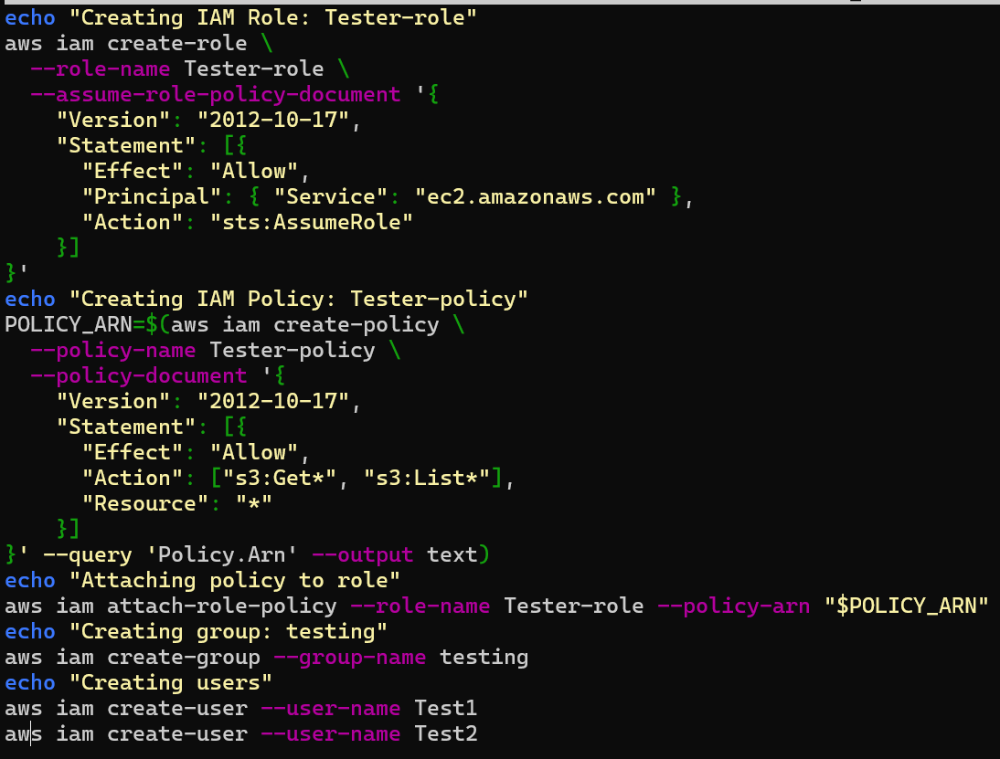 echo "Creating IAM Role: Tester-role"
aws iam create-role \
  --role-name Tester-role \
  --assume-role-policy-document '{
    "Version": "2012-10-17",
    "Statement": [{
      "Effect": "Allow",
      "Principal": { "Service": "ec2.amazonaws.com" },
      "Action": "sts:AssumeRole"
    }]
}'
echo "Creating IAM Policy: Tester-policy"
POLICY_ARN=$(aws iam create-policy \
  --policy-name Tester-policy \
  --policy-document '{
    "Version": "2012-10-17",
    "Statement": [{
      "Effect": "Allow",
      "Action": ["s3:Get*", "s3:List*"],
      "Resource": "*"
    }]
}' --query 'Policy.Arn' --output text)
echo "Attaching policy to role"
aws iam attach-role-policy --role-name Tester-role --policy-arn "$POLICY_ARN"
echo "Creating group: testing"
aws iam create-group --group-name testing
echo "Creating users"
aws iam create-user --user-name Test1
aws iam create-user --user-name Test2